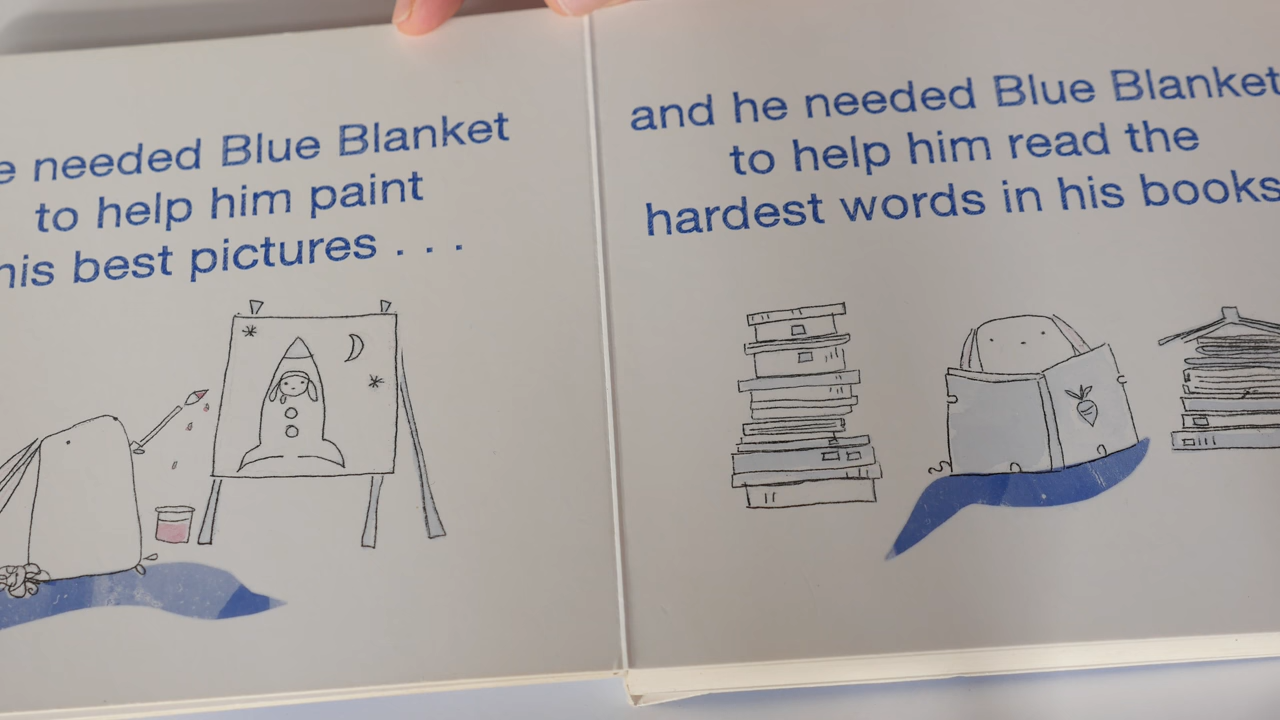 e needed Blue Blanket
to help him paint
his best pictures . . .
and he needed Blue Blanket
to help him read the
hardest words in his books